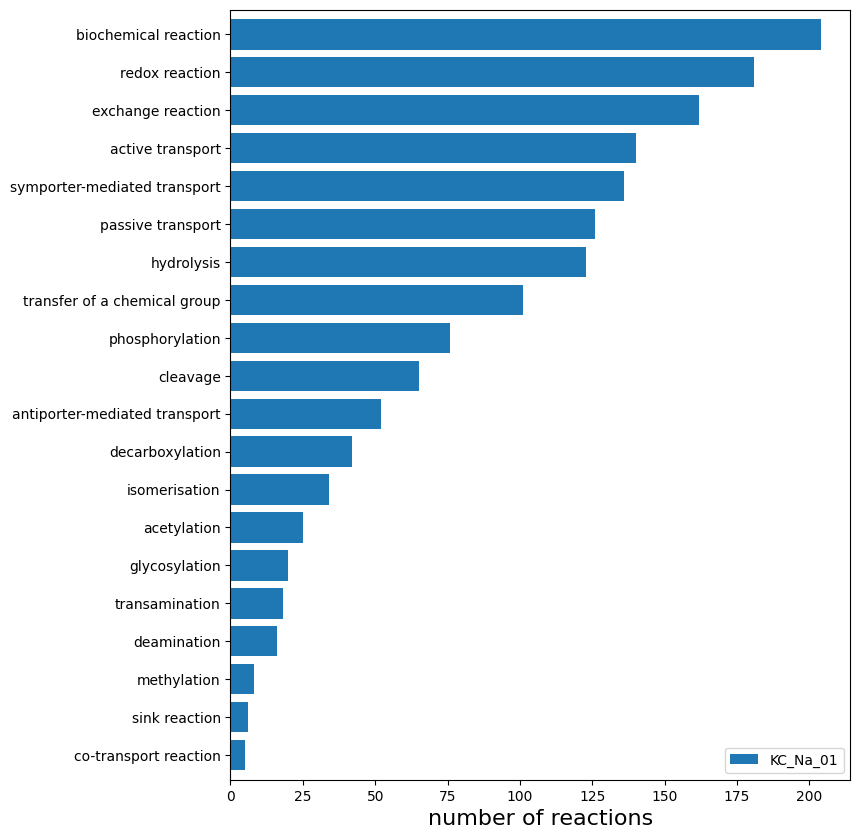 biochemical reaction
redox reaction
exchange reaction
active transport
symporter-mediated transport
passive transport
hydrolysis
transfer of a chemical group
phosphorylation
cleavage
antiporter-mediated transport
decarboxylation
isomerisation
acetylation
glycosylation
transamination
deamination
methylation
sink reaction
co-transport reaction
KC_Na_01
0 25 50 75 100 125 150 175 200
number of reactions